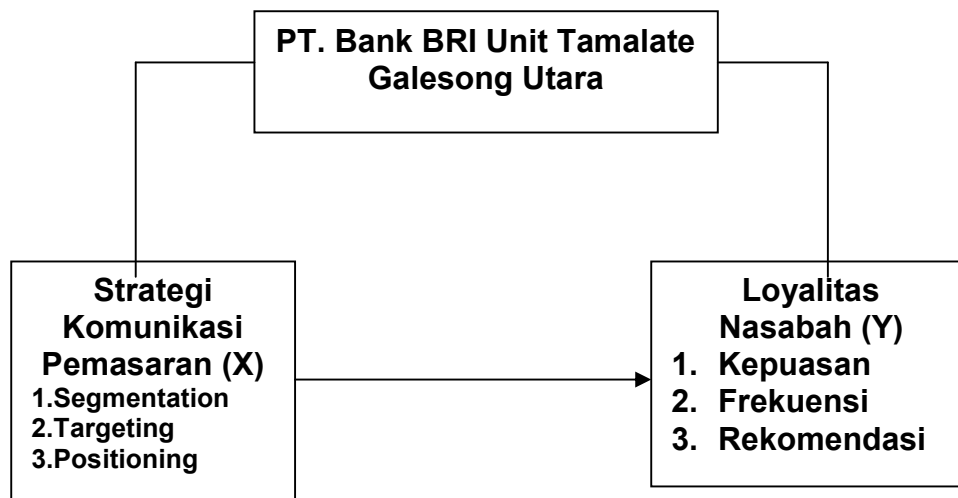 PT. Bank BRI Unit Tamalate
Galesong Utara
Strategi
Komunikasi
Pemasaran (X)
1.Segmentation
2.Targeting
3.Positioning
Loyalitas
Nasabah (Y)
1. Kepuasan
2. Frekuensi
3. Rekomendasi